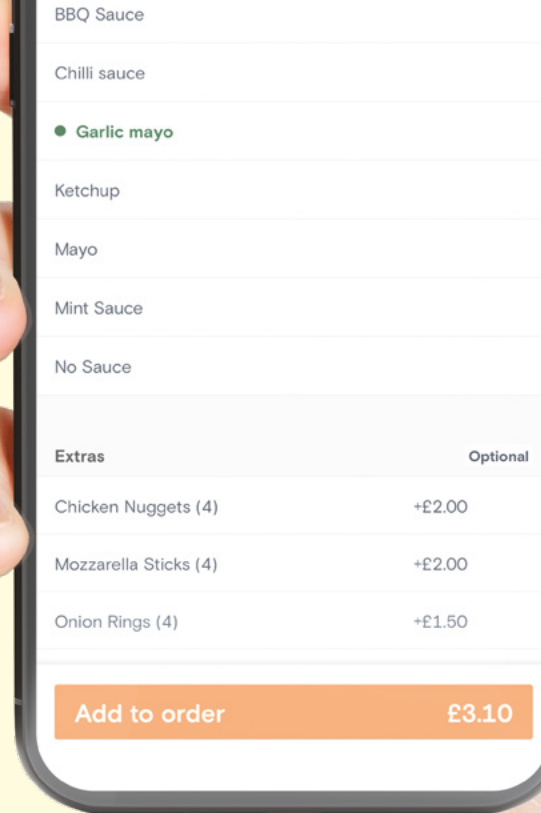 BBQ Sauce
Chilli sauce
Garlic mayo
Ketchup
Mayo
Mint Sauce
No Sauce
Extras Optional
Chicken Nuggets (4) +£2.00
Mozzarella Sticks (4) +£2.00
Onion Rings (4) +£1.50
Add to order £3.10